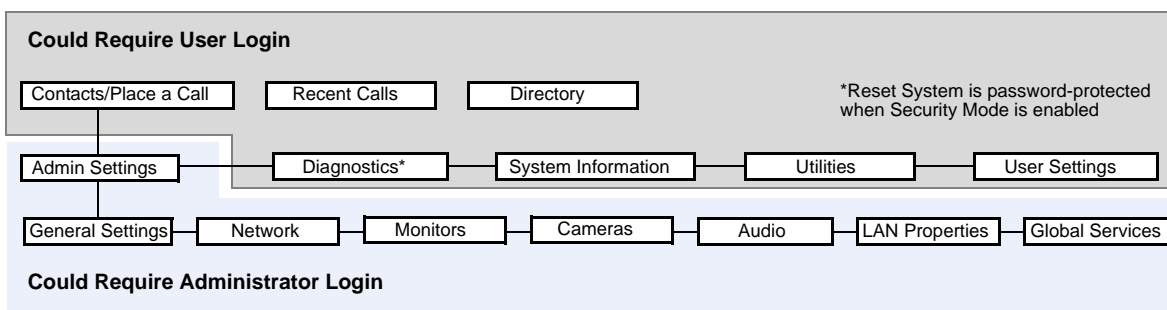 Could Require User Login
Contacts/Place a Call
Recent Calls
Directory
*Reset System is password-protected
when Security Mode is enabled
Admin Settings
Diagnostics*
System Information
Utilities
User Settings
General Settings
Network
Monitors
Cameras
Audio
LAN Properties
Global Services
Could Require Administrator Login